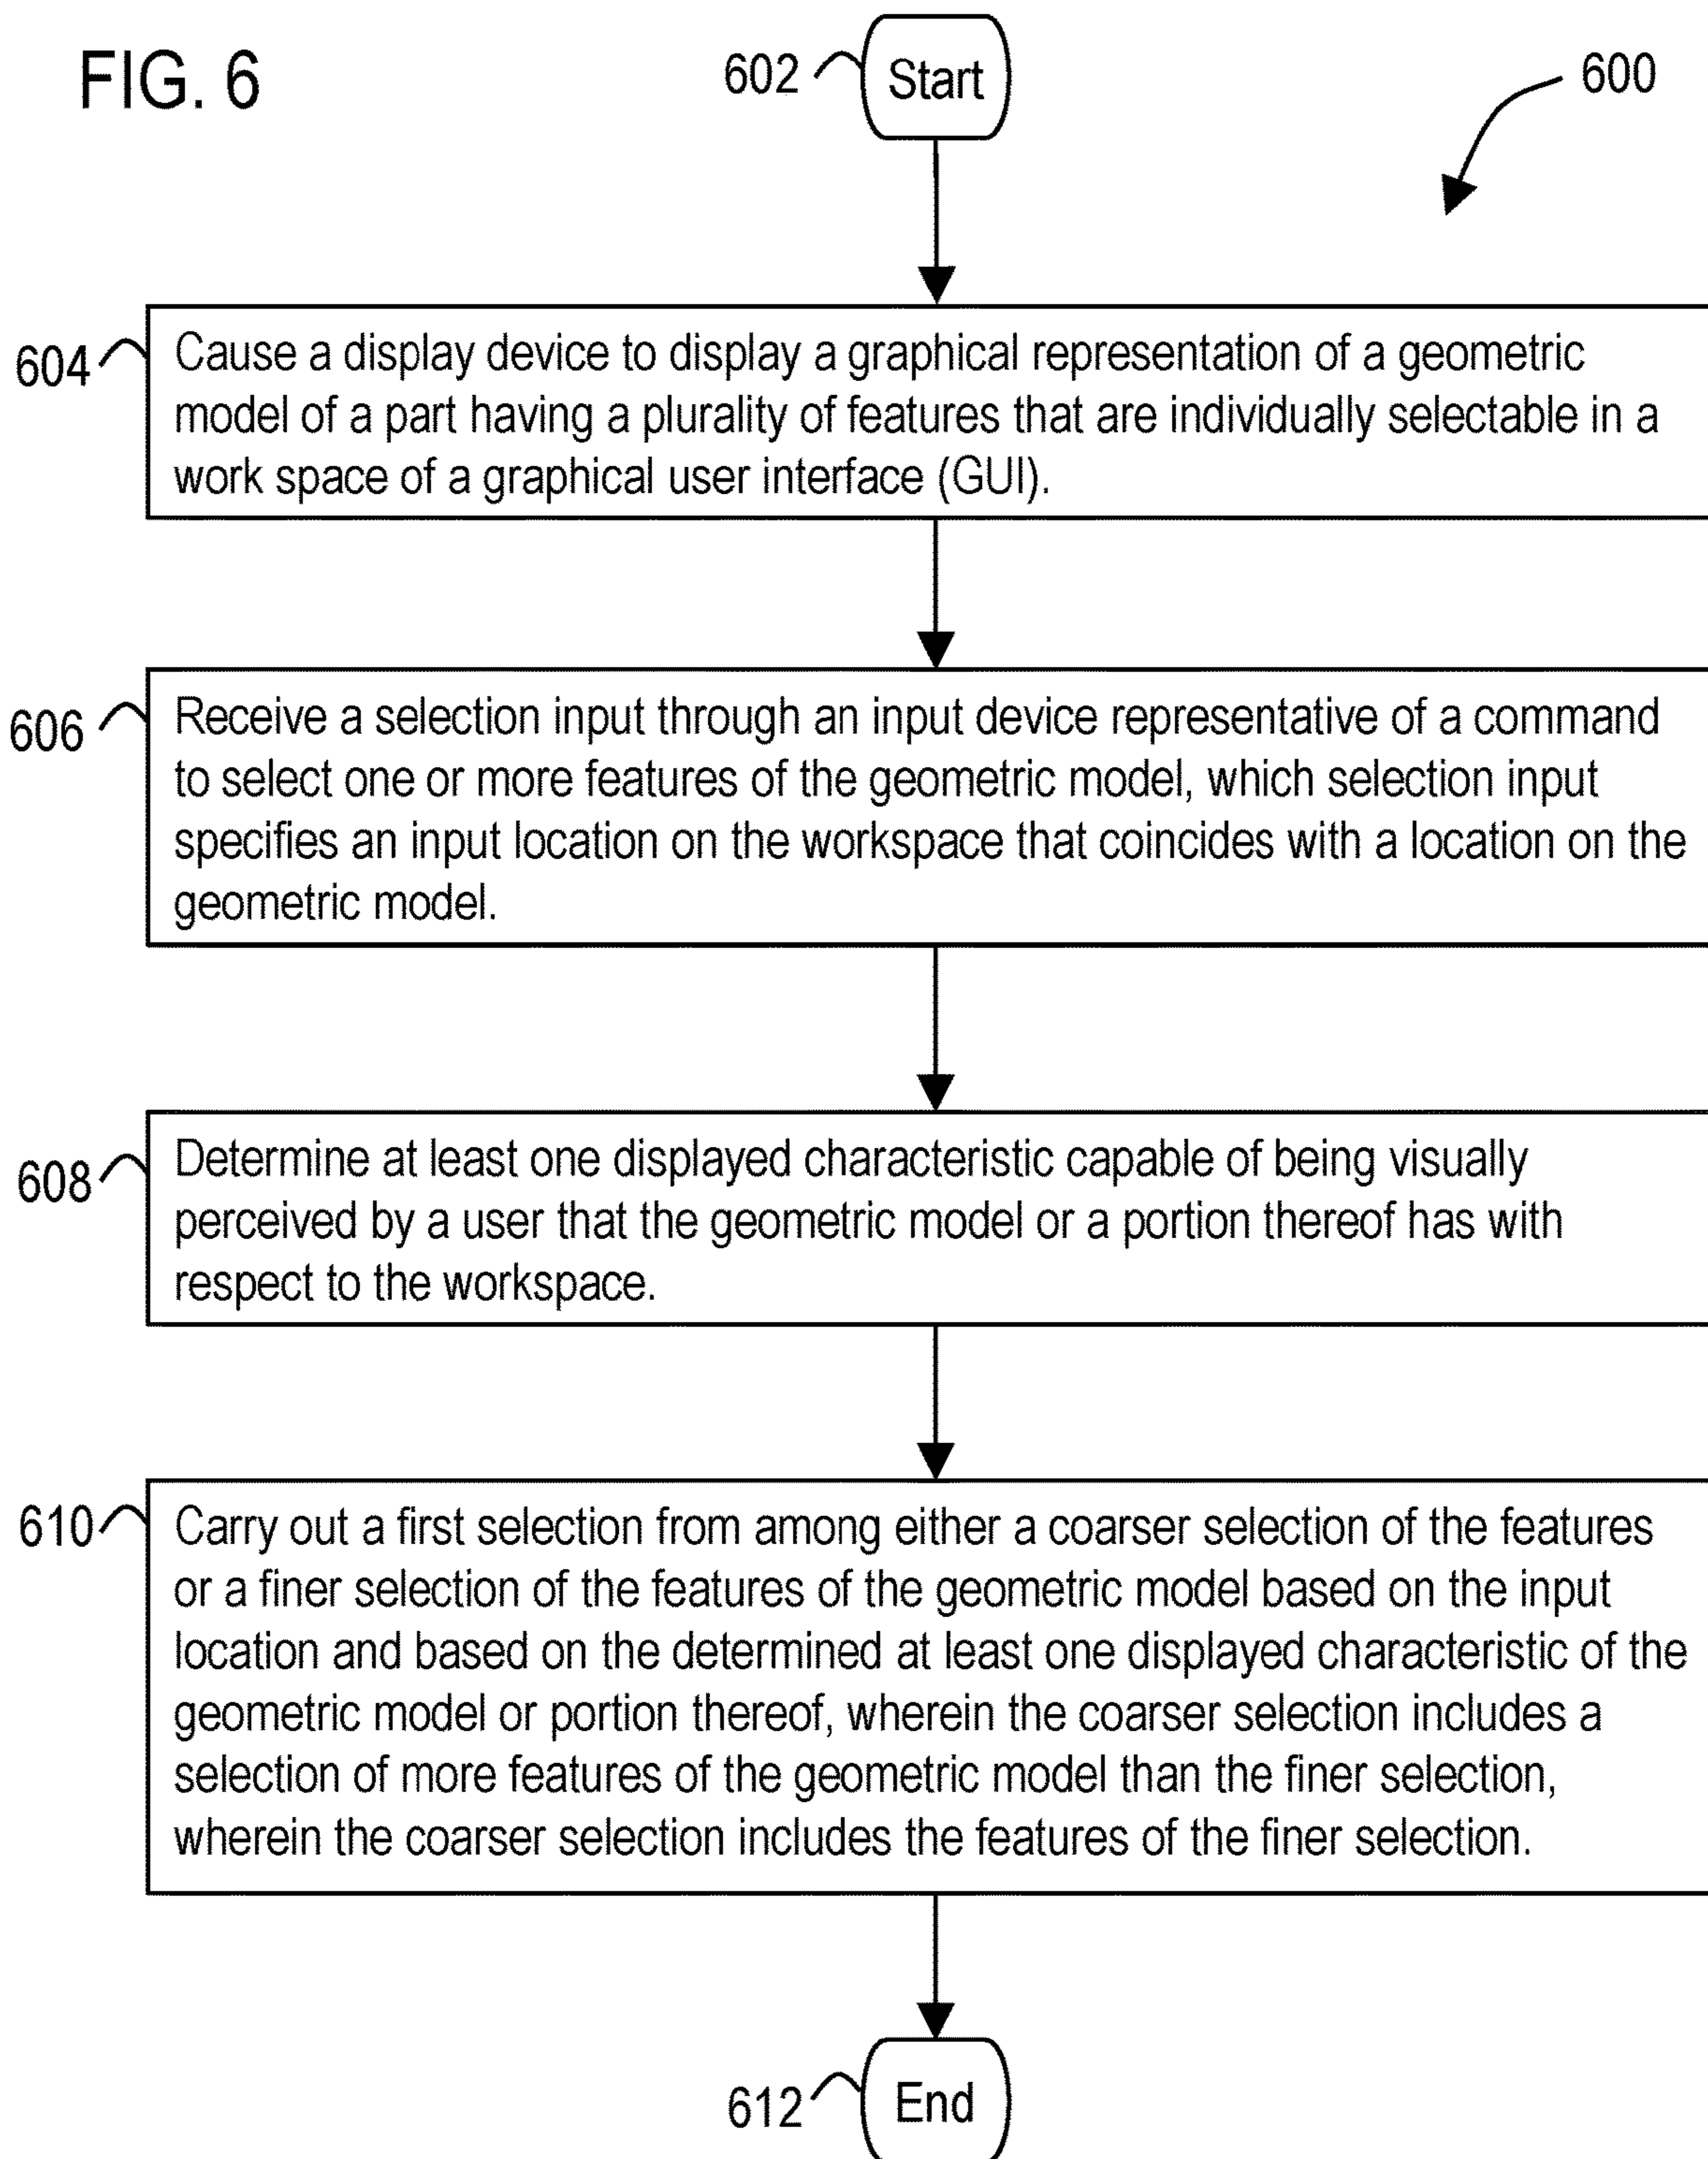 FIG. 6
602
Start
600
604
Cause a display device to display a graphical representation of a geometric
model of a part having a plurality of features that are individually selectable in a
work space of a graphical user interface (GUI).
606
Receive a selection input through an input device representative of a command
to select one or more features of the geometric model, which selection input
specifies an input location on the workspace that coincides with a location on the
geometric model.
608
Determine at least one displayed characteristic capable of being visually
perceived by a user that the geometric model or a portion thereof has with
respect to the workspace.
610
Carry out a first selection from among either a coarser selection of the features
or a finer selection of the features of the geometric model based on the input
location and based on the determined at least one displayed characteristic of the
geometric model or portion thereof, wherein the coarser selection includes a
selection of more features of the geometric model than the finer selection,
wherein the coarser selection includes the features of the finer selection.
612
End